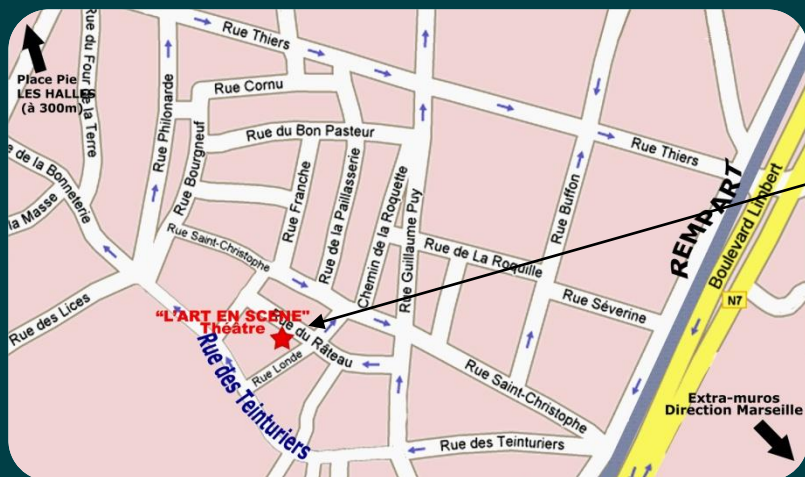 Place Pie
LES HALLES
(à 300m)
Rue du Four de la Terre
Rue Thiers
Rue Cornu
Rue Philonarde
Rue Bourgneuf
Rue du Bon Pasteur
Rue Thiers
e de la Bonneterie
la Masse
Rue Franche
Rue de la Paillasserie
Chemin de la Roquette
Rue Guillaume Puy
Rue Buffon
REMPART
Boulevard Limbert
N7
Rue Saint-Christophe
Rue de La Roquille
Rue Séverine
Rue des Lices
"L'ART EN SCENE"
Théâtre
Rue du Râteau
Rue Londe
Rue des Teinturiers
Rue Saint-Christophe
Rue des Teinturiers
Extra-muros
Direction Marseille